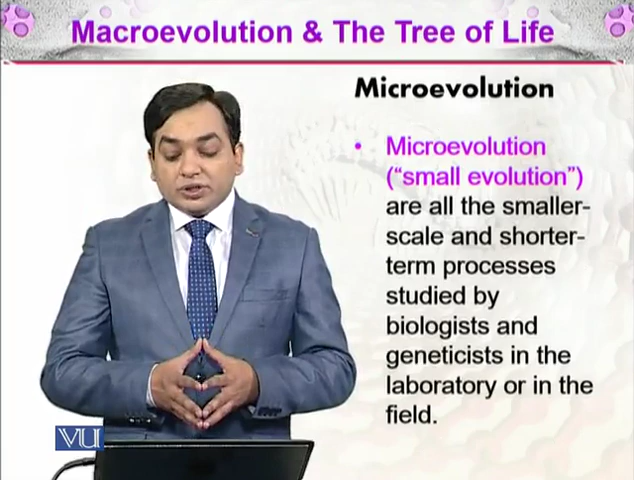 Macroevolution & The Tree of Life
Microevolution
• Microevolution
(“small evolution”)
are all the smaller-
scale and shorter-
term processes
studied by
biologists and
geneticists in the
laboratory or in the
field.
VU